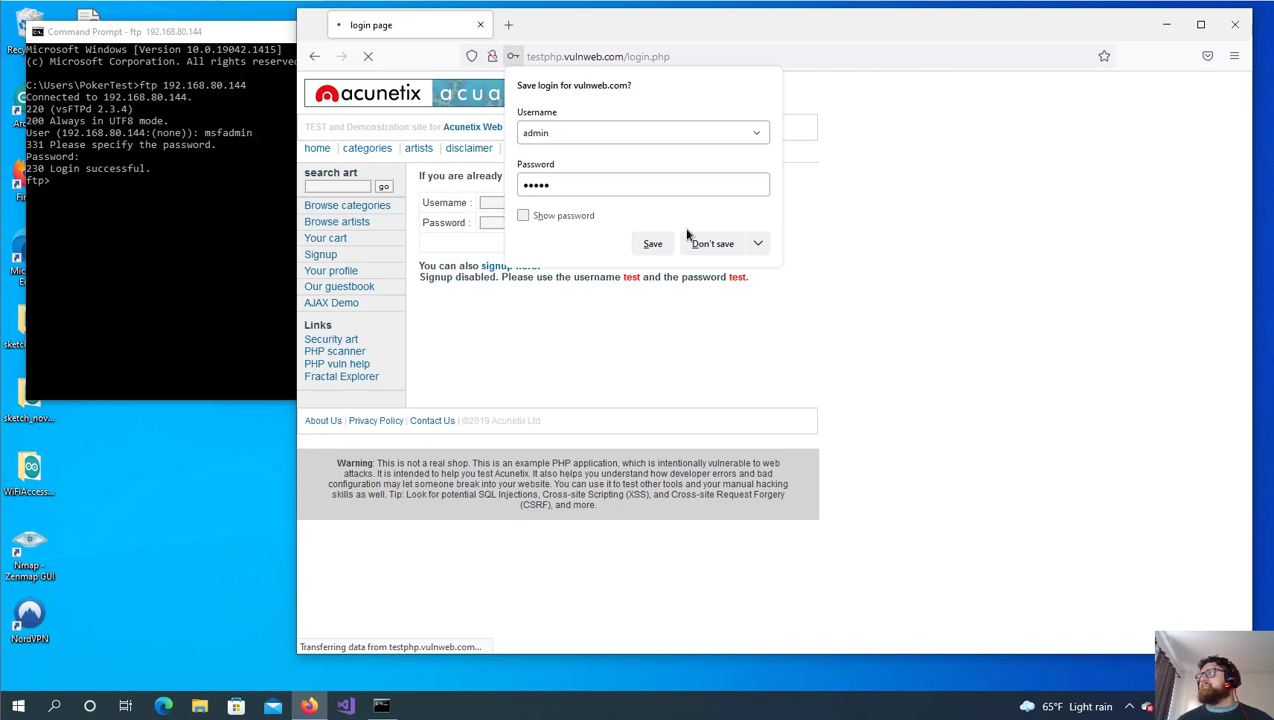 Command Prompt - ftp 192.168.80.144
Microsoft Windows [Version 10.0.19042.1415]
(c) Microsoft Corporation. All rights reserved
C:\Users\PokerTest>ftp 192.168.80.144
Connected to 192.168.80.144.
220 (vsFTPd 2.3.4)
200 Always in UTF8 mode.
User (192.168.80.144:(none)): msfadmin
331 Please specify the password.
Password:
230 Login successful.
ftp>
login page
testphp.vulnweb.com/login.php
acunetix acua
TEST and Demonstration site for Acunetix Web
home categories artists disclaimer
search art
go
Browse categories
Browse artists
Your cart
Signup
Your profile
Our guestbook
AJAX Demo
Links
Security art
PHP scanner
PHP vuln help
Fractal Explorer
If you are already
Username :
Password :
You can also signup here.
Signup disabled. Please use the username test and the password test.
Save login for vulnweb.com?
Username
admin
Password
•••••
Show password
Save
Don't save
About Us | Privacy Policy | Contact Us | ©2019 Acunetix Ltd
Warning: This is not a real shop. This is an example PHP application, which is intentionally vulnerable to web
attacks. It is intended to help you test Acunetix. It also helps you understand how developer errors and bad
configuration may let someone break into your website. You can use it to test other tools and your manual hacking
skills as well. Tip: Look for potential SQL Injections, Cross-site Scripting (XSS), and Cross-site Request Forgery
(CSRF), and more.
Transferring data from testphp.vulnweb.com...
sketch_nov...
WiFiAccess...
Nmap -
Zenmap GUI
NordVPN
65°F Light rain